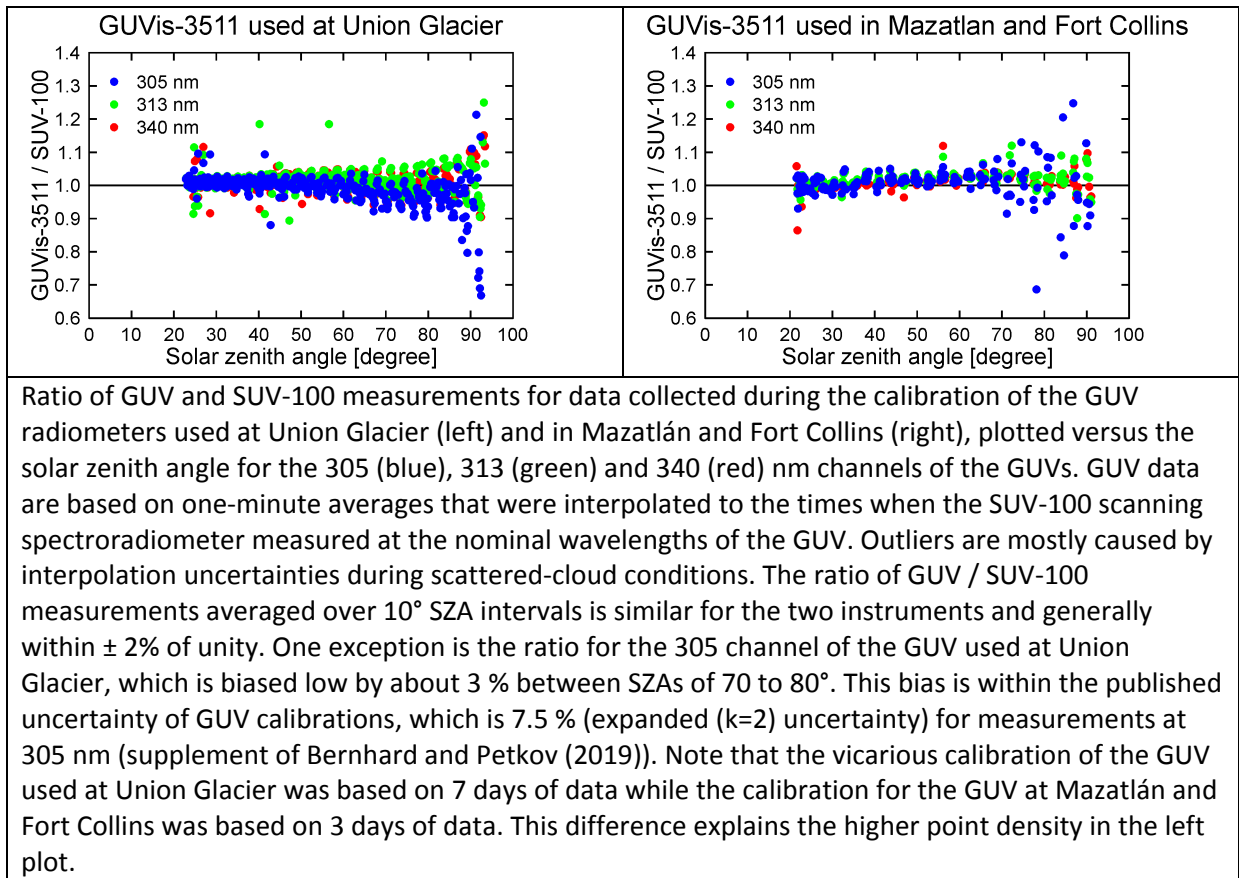 GUVis-3511 used at Union Glacier
GUVis-3511 / SUV-100
1.4
1.3
1.2
1.1
1.0
0.9
0.8
0.7
0.6
305 nm
313 nm
340 nm
0 10 20 30 40 50 60 70 80 90 100
Solar zenith angle [degree]
GUVis-3511 used in Mazatlan and Fort Collins
GUVis-3511 / SUV-100
1.4
1.3
1.2
1.1
1.0
0.9
0.8
0.7
0.6
305 nm
313 nm
340 nm
0 10 20 30 40 50 60 70 80 90 100
Solar zenith angle [degree]
Ratio of GUV and SUV-100 measurements for data collected during the calibration of the GUV
radiometers used at Union Glacier (left) and in Mazatlán and Fort Collins (right), plotted versus the
solar zenith angle for the 305 (blue), 313 (green) and 340 (red) nm channels of the GUVs. GUV data
are based on one-minute averages that were interpolated to the times when the SUV-100 scanning
spectroradiometer measured at the nominal wavelengths of the GUV. Outliers are mostly caused by
interpolation uncertainties during scattered-cloud conditions. The ratio of GUV / SUV-100
measurements averaged over 10° SZA intervals is similar for the two instruments and generally
within ± 2% of unity. One exception is the ratio for the 305 channel of the GUV used at Union
Glacier, which is biased low by about 3 % between SZAs of 70 to 80°. This bias is within the published
uncertainty of GUV calibrations, which is 7.5 % (expanded (k=2) uncertainty) for measurements at
305 nm (supplement of Bernhard and Petkov (2019)). Note that the vicarious calibration of the GUV
used at Union Glacier was based on 7 days of data while the calibration for the GUV at Mazatlán and
Fort Collins was based on 3 days of data. This difference explains the higher point density in the left
plot.